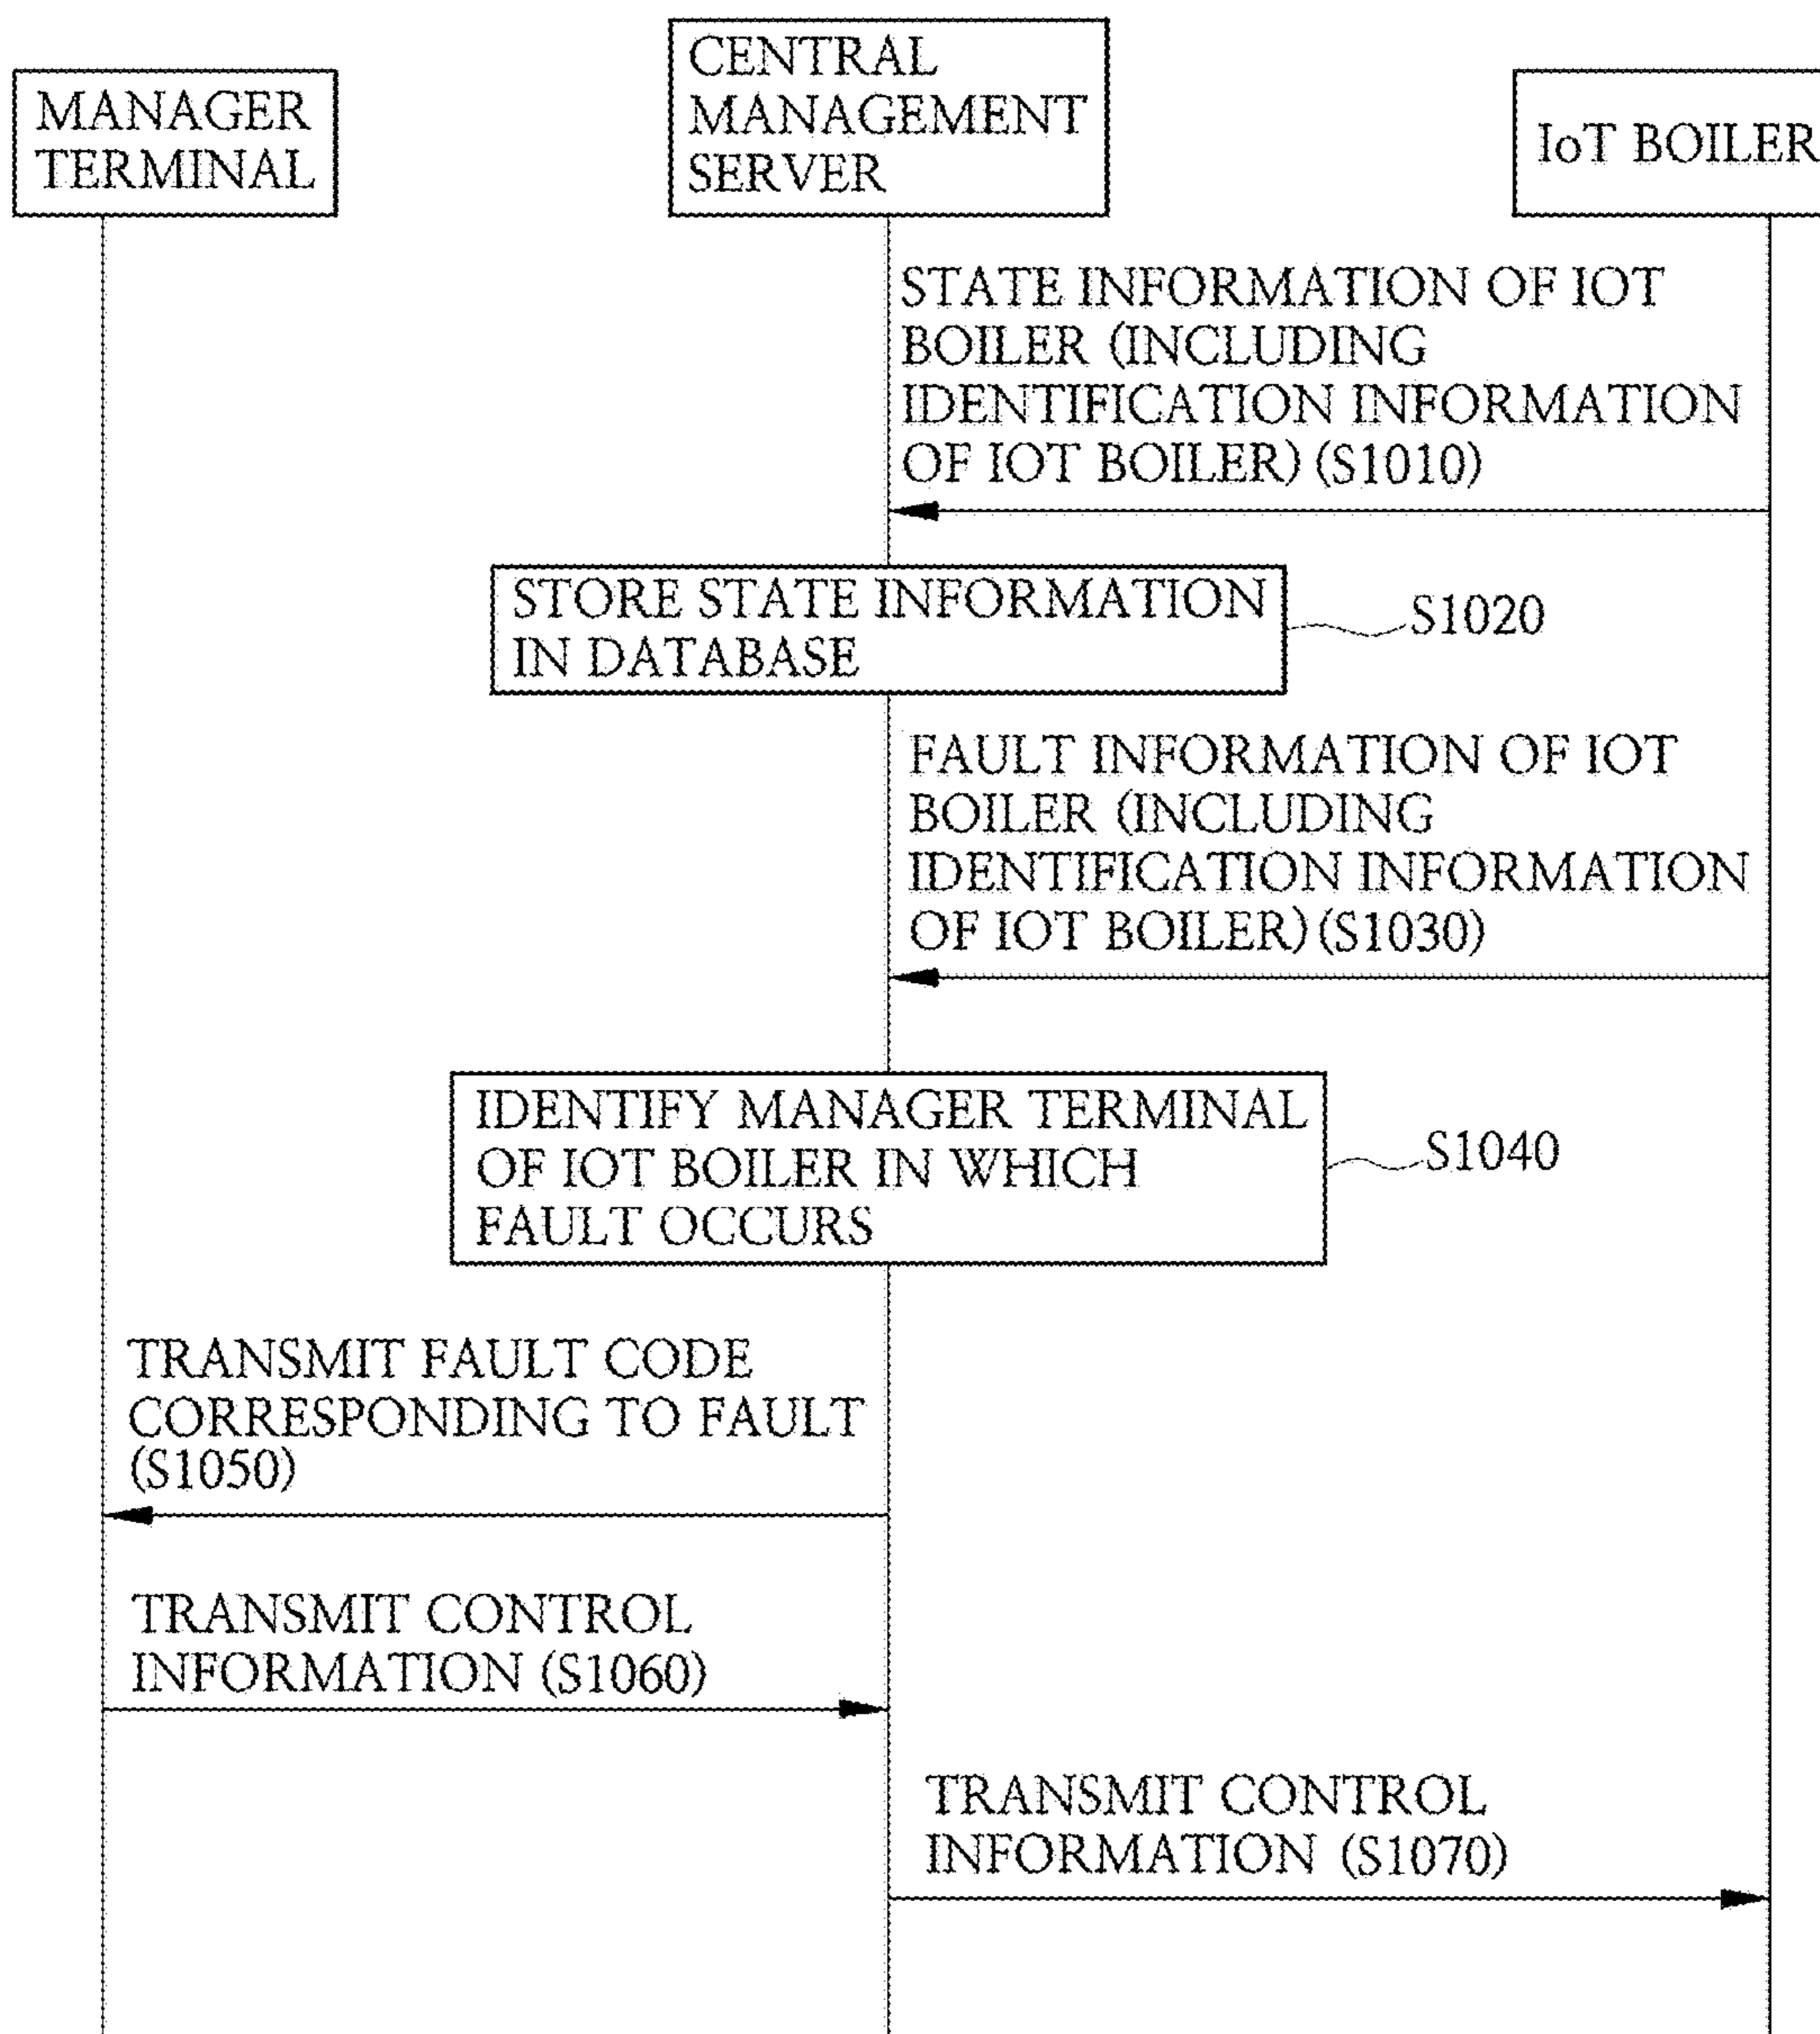 MANAGER
TERMINAL
CENTRAL
MANAGEMENT
SERVER
IoT BOILER
STATE INFORMATION OF IOT
BOILER (INCLUDING
IDENTIFICATION INFORMATION
OF IOT BOILER) (S1010)
STORE STATE INFORMATION
IN DATABASE
S1020
FAULT INFORMATION OF IOT
BOILER (INCLUDING
IDENTIFICATION INFORMATION
OF IOT BOILER) (S1030)
IDENTIFY MANAGER TERMINAL
OF IOT BOILER IN WHICH
FAULT OCCURS
S1040
TRANSMIT FAULT CODE
CORRESPONDING TO FAULT
(S1050)
TRANSMIT CONTROL
INFORMATION (S1060)
TRANSMIT CONTROL
INFORMATION (S1070)